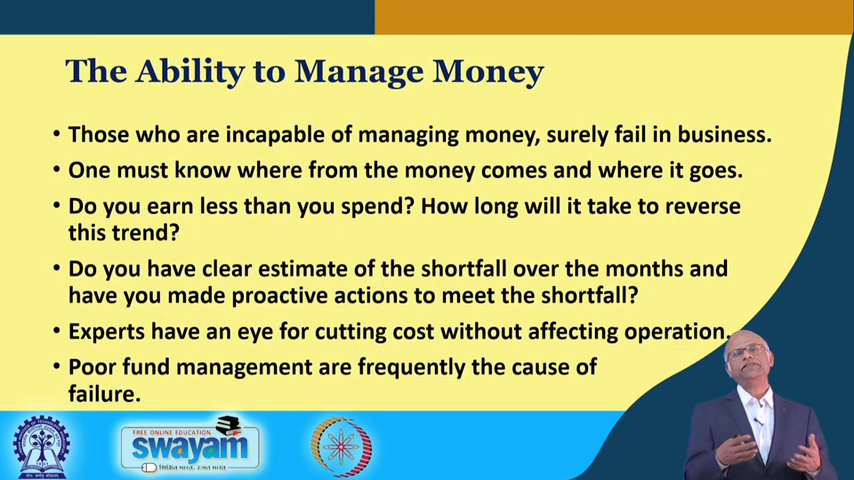 The Ability to Manage Money
• Those who are incapable of managing money, surely fail in business.
• One must know where from the money comes and where it goes.
• Do you earn less than you spend? How long will it take to reverse
this trend?
• Do you have clear estimate of the shortfall over the months and
have you made proactive actions to meet the shortfall?
• Experts have an eye for cutting cost without affecting operation.
• Poor fund management are frequently the cause of
failure.
FREE ONLINE EDUCATION
swayam